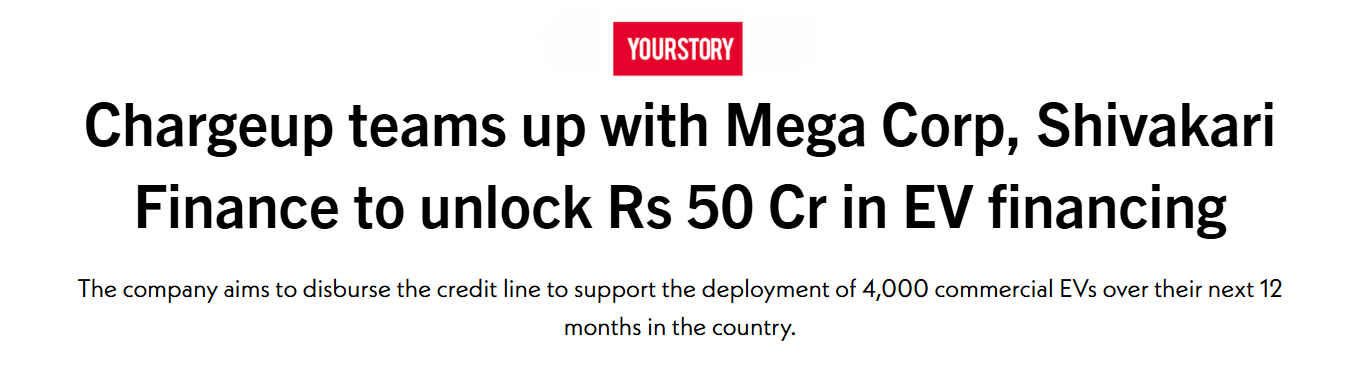 YOURSTORY
Chargeup teams up with Mega Corp, Shivakari
Finance to unlock Rs 50 Cr in EV financing
The company aims to disburse the credit line to support the deployment of 4,000 commercial EVs over their next 12
months in the country.